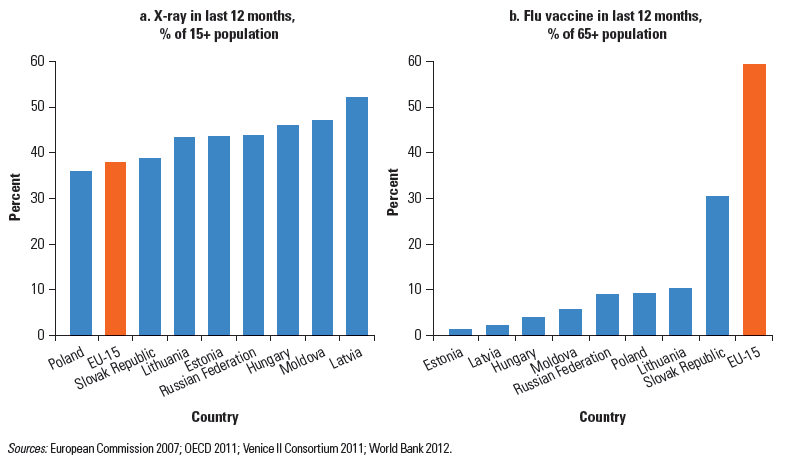 a. X-ray in last 12 months,
% of 15+ population
60
50
40
30
20
10
0
Percent
Poland
EU-15
Slovak Republic
Lithuania
Estonia
Russian Federation
Hungary
Moldova
Latvia
Country
b. Flu vaccine in last 12 months,
% of 65+ population
60
50
40
30
20
10
0
Percent
Estonia
Latvia
Hungary
Moldova
Russian Federation
Poland
Lithuania
Slovak Republic
EU-15
Country
Sources: European Commission 2007; OECD 2011; Venice II Consortium 2011; World Bank 2012.